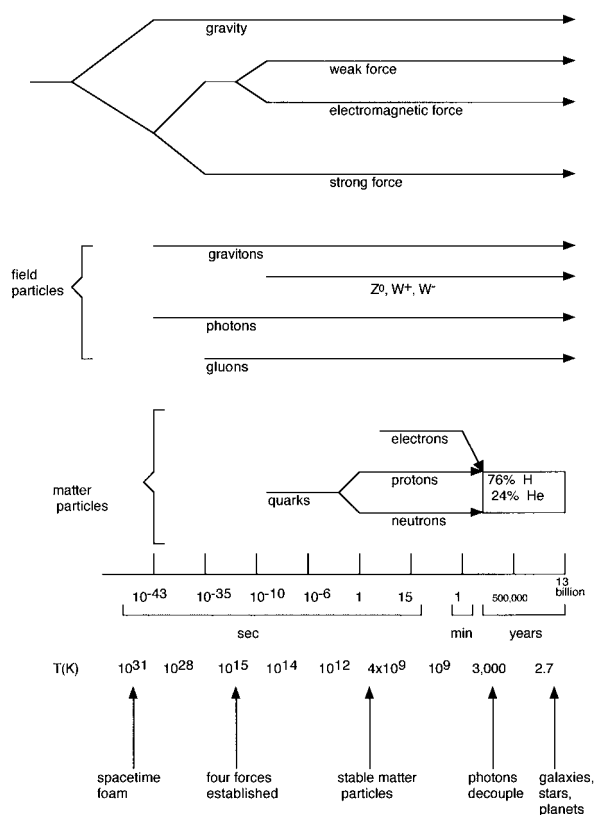 gravity
weak force
electromagnetic force
strong force
gravitons
field
particles
Z⁰, W⁺, W⁻
photons
gluons
electrons
matter
particles
quarks
protons
neutrons
76% H
24% He
10⁻⁴³ 10⁻³⁵ 10⁻¹⁰ 10⁻⁶ 1 15 1 500,000 13
billion
sec min years
T(K) 10³¹ 10²⁸ 10¹⁵ 10¹⁴ 10¹² 4x10⁹ 10⁹ 3,000 2.7
spacetime
foam
four forces
established
stable matter
particles
photons
decouple
galaxies,
stars,
planets